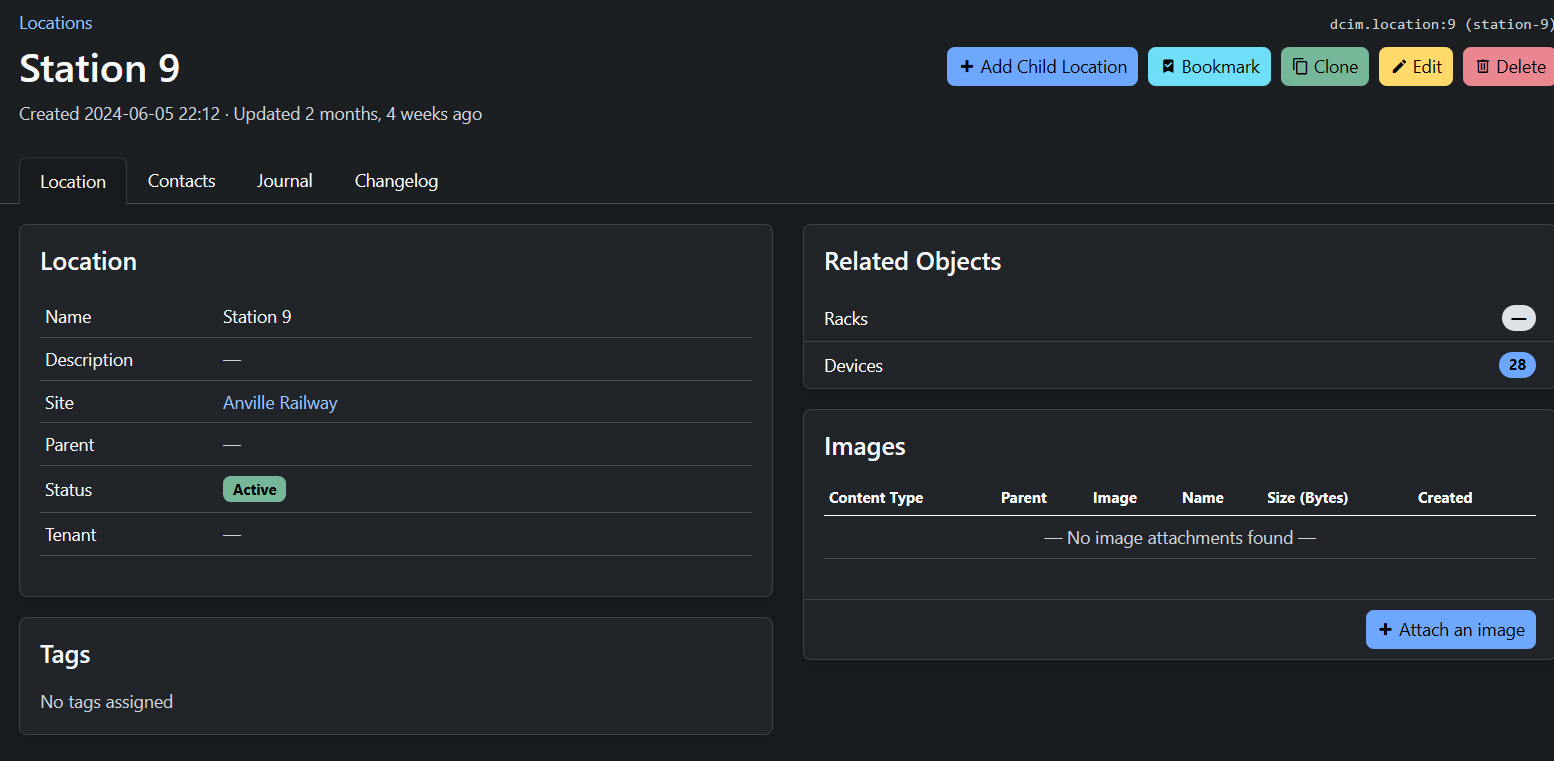 Locations
dcim.location:9 (station-9)
Station 9
Add Child Location
Bookmark
Clone
Edit
Delete
Created 2024-06-05 22:12 · Updated 2 months, 4 weeks ago
Location
Contacts
Journal
Changelog
Location
Name Station 9
Description —
Site Anville Railway
Parent —
Status Active
Tenant —
Tags
No tags assigned
Related Objects
Racks —
Devices 28
Images
Content Type Parent Image Name Size (Bytes) Created
— No image attachments found —
Attach an image